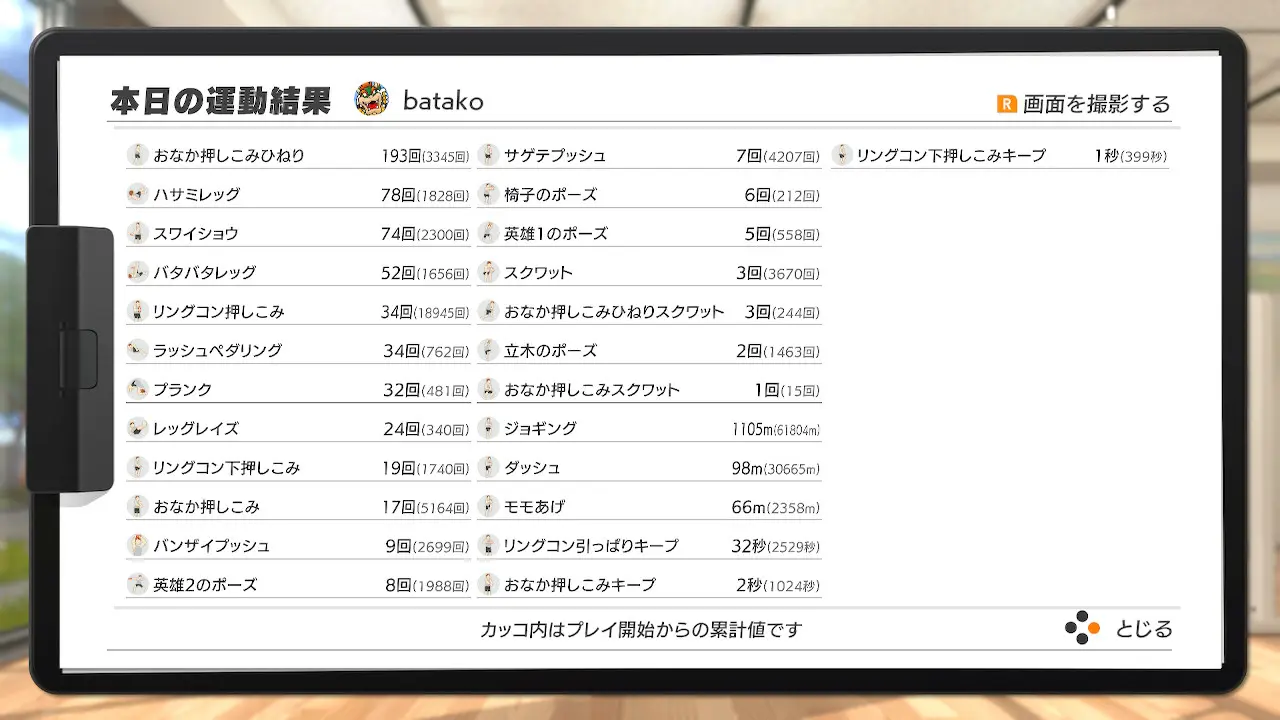 本日の運動結果 batako
R 画面を撮影する
おなか押しこみひねり 193回(3345回)
ハサミレッグ 78回(1828回)
スワイショウ 74回(2300回)
バタバタレッグ 52回(1656回)
リングコン押しこみ 34回(18945回)
ラッシュペダリング 34回(762回)
プランク 32回(481回)
レッグレイズ 24回(340回)
リングコン下押しこみ 19回(1740回)
おなか押しこみ 17回(5164回)
バンザイプッシュ 9回(2699回)
英雄2のポーズ 8回(1988回)
サゲテプッシュ 7回(4207回)
椅子のポーズ 6回(212回)
英雄1のポーズ 5回(558回)
スクワット 3回(3670回)
おなか押しこみひねりスクワット 3回(244回)
立木のポーズ 2回(1463回)
おなか押しこみスクワット 1回(15回)
ジョギング 1105m(61804m)
ダッシュ 98m(30665m)
モモあげ 66m(2358m)
リングコン引っぱりキープ 32秒(2529秒)
おなか押しこみキープ 2秒(1024秒)
リングコン下押しこみキープ 1秒(399秒)
カッコ内はプレイ開始からの累計値です
とじる